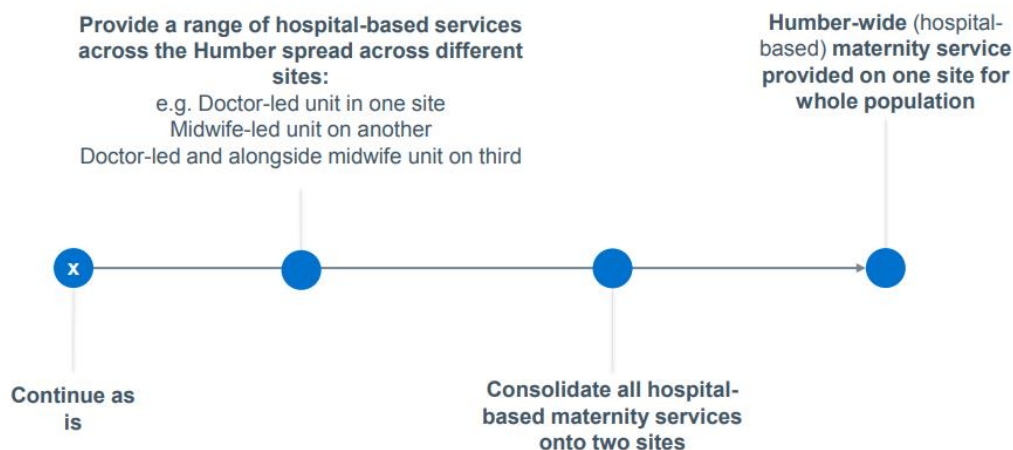 Provide a range of hospital-based services
across the Humber spread across different
sites:
e.g. Doctor-led unit in one site
Midwife-led unit on another
Doctor-led and alongside midwife unit on third
Humber-wide (hospital-
based) maternity service
provided on one site for
whole population
x
Continue as
is
Consolidate all hospital-
based maternity services
onto two sites